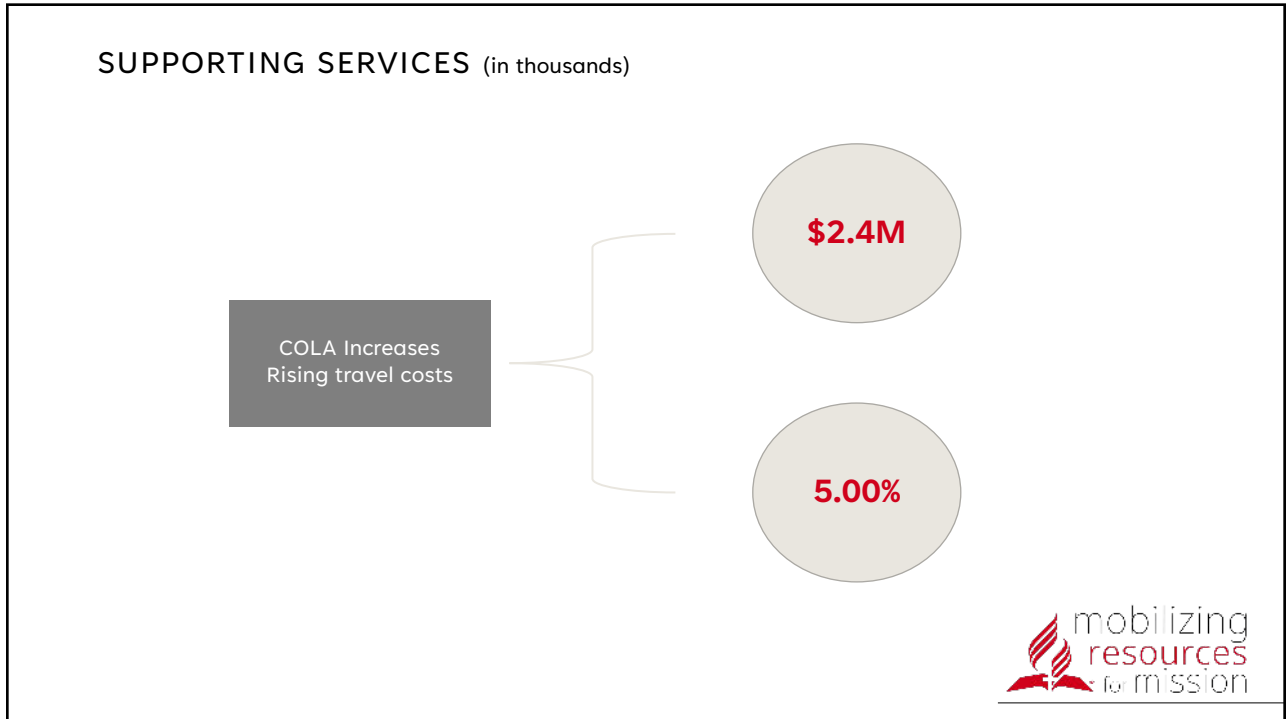 SUPPORTING SERVICES (in thousands)
$2.4M
COLA Increases
Rising travel costs
5.00%
mobilizing
resources
for mission